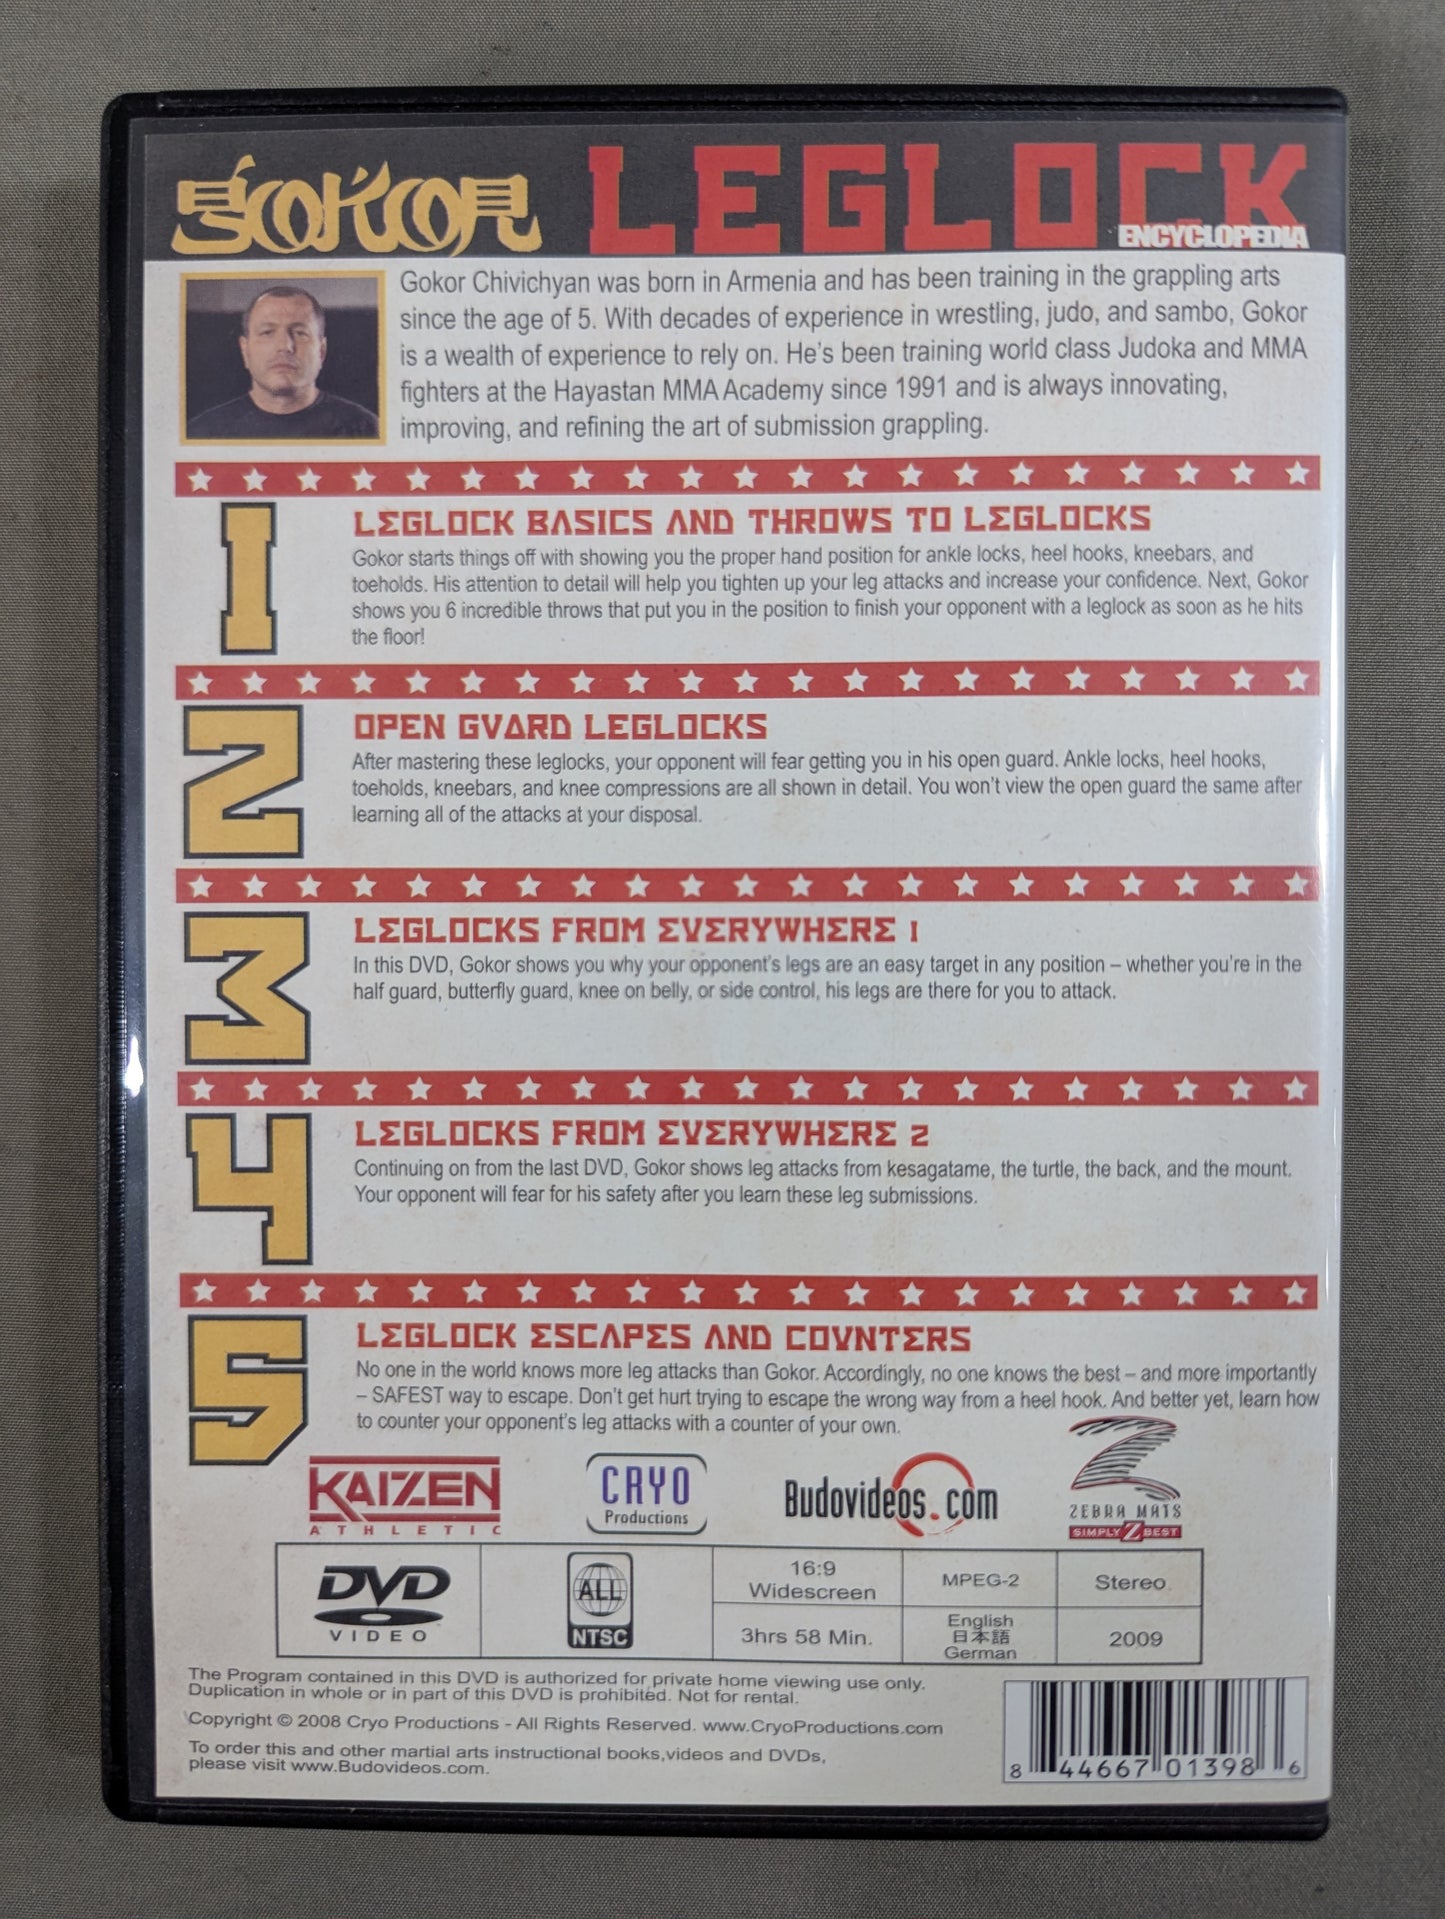 GOKOR LEGLOCK
ENCYCLOPEDIA
Gokor Chivichyan was born in Armenia and has been training in the grappling arts
since the age of 5. With decades of experience in wrestling, judo, and sambo, Gokor
is a wealth of experience to rely on. He's been training world class Judoka and MMA
fighters at the Hayastan MMA Academy since 1991 and is always innovating,
improving, and refining the art of submission grappling.
1
LEGLOCK BASICS AND THROWS TO LEGLOCKS
Gokor starts things off with showing you the proper hand position for ankle locks, heel hooks, kneebars, and
toeholds. His attention to detail will help you tighten up your leg attacks and increase your confidence. Next, Gokor
shows you 6 incredible throws that put you in the position to finish your opponent with a leglock as soon as he hits
the floor!
2
OPEN GUARD LEGLOCKS
After mastering these leglocks, your opponent will fear getting you in his open guard. Ankle locks, heel hooks,
toeholds, kneebars, and knee compressions are all shown in detail. You won't view the open guard the same after
learning all of the attacks at your disposal.
3
LEGLOCKS FROM EVERYWHERE 1
In this DVD, Gokor shows you why your opponent's legs are an easy target in any position – whether you're in the
half guard, butterfly guard, knee on belly, or side control, his legs are there for you to attack.
4
LEGLOCKS FROM EVERYWHERE 2
Continuing on from the last DVD, Gokor shows leg attacks from kesagatame, the turtle, the back, and the mount.
Your opponent will fear for his safety after you learn these leg submissions.
5
LEGLOCK ESCAPES AND COUNTERS
No one in the world knows more leg attacks than Gokor. Accordingly, no one knows the best – and more importantly
– SAFEST way to escape. Don't get hurt trying to escape the wrong way from a heel hook. And better yet, learn how
to counter your opponent's leg attacks with a counter of your own.
KAIZEN
ATHLETIC
CRYO
Productions
Budovideos.com
ZEBRA MATS
SIMPLY Z BEST
DVD
VIDEO
ALL
NTSC
16:9
Widescreen
MPEG-2
Stereo
3hrs 58 Min.
English
日本語
German
2009
The Program contained in this DVD is authorized for private home viewing use only.
Duplication in whole or in part of this DVD is prohibited. Not for rental.
Copyright © 2008 Cryo Productions - All Rights Reserved. www.CryoProductions.com
To order this and other martial arts instructional books,videos and DVDs,
please visit www.Budovideos.com.
8 44667 01398 6